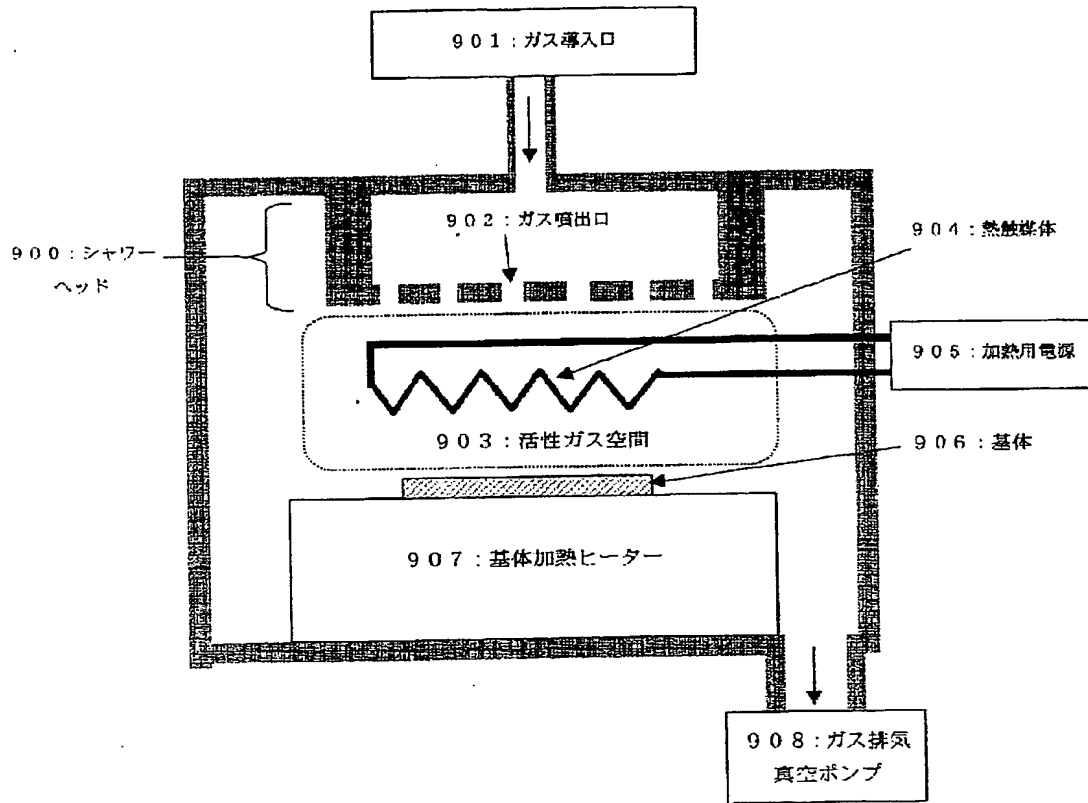 901:ガス導入口
902:ガス噴出口
904:熱触媒体
900:シャワー
ヘッド
905:加熱用電源
903:活性ガス空間
906:基体
907:基体加熱ヒーター
908:ガス排気
真空ポンプ